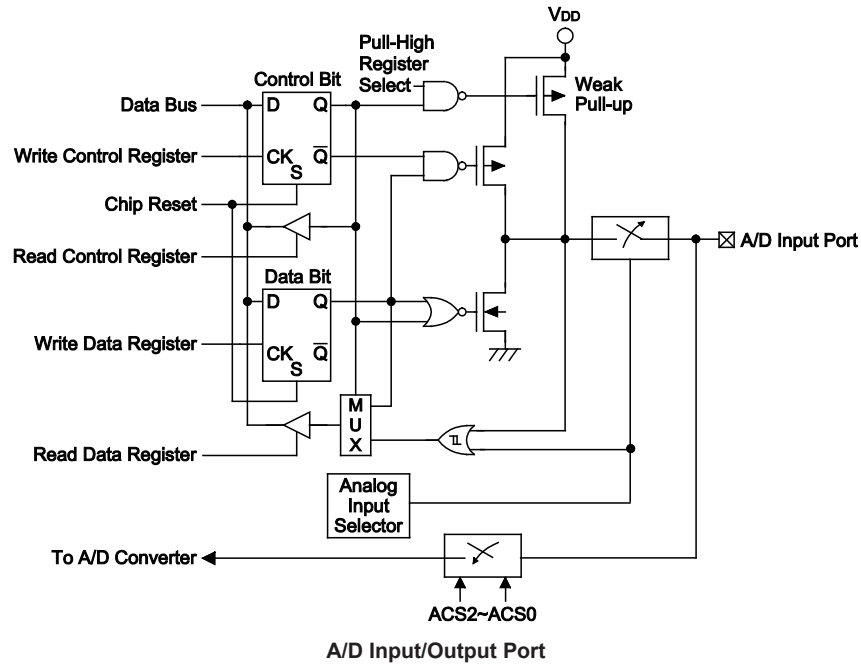 VDD
Pull-High
Register
Select
Control Bit
Weak
Pull-up
Data Bus
D
Q
Write Control Register
CK
Q̅
S
Chip Reset
Read Control Register
A/D Input Port
Data Bit
D
Q
Write Data Register
CK
Q̅
S
M
U
X
Read Data Register
Analog
Input
Selector
To A/D Converter
ACS2~ACS0
A/D Input/Output Port